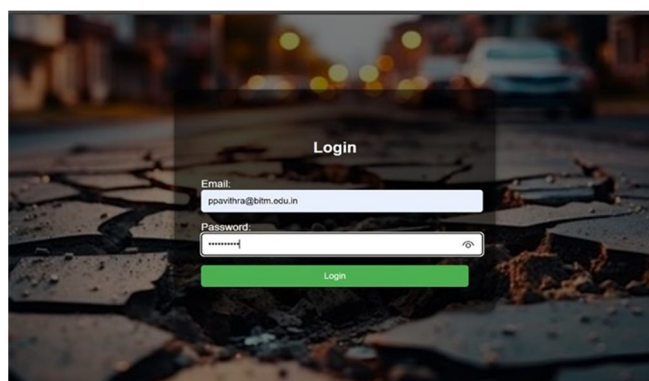 Login
Email:
ppavithra@bitm.edu.in
Password:
••••••••••
Login